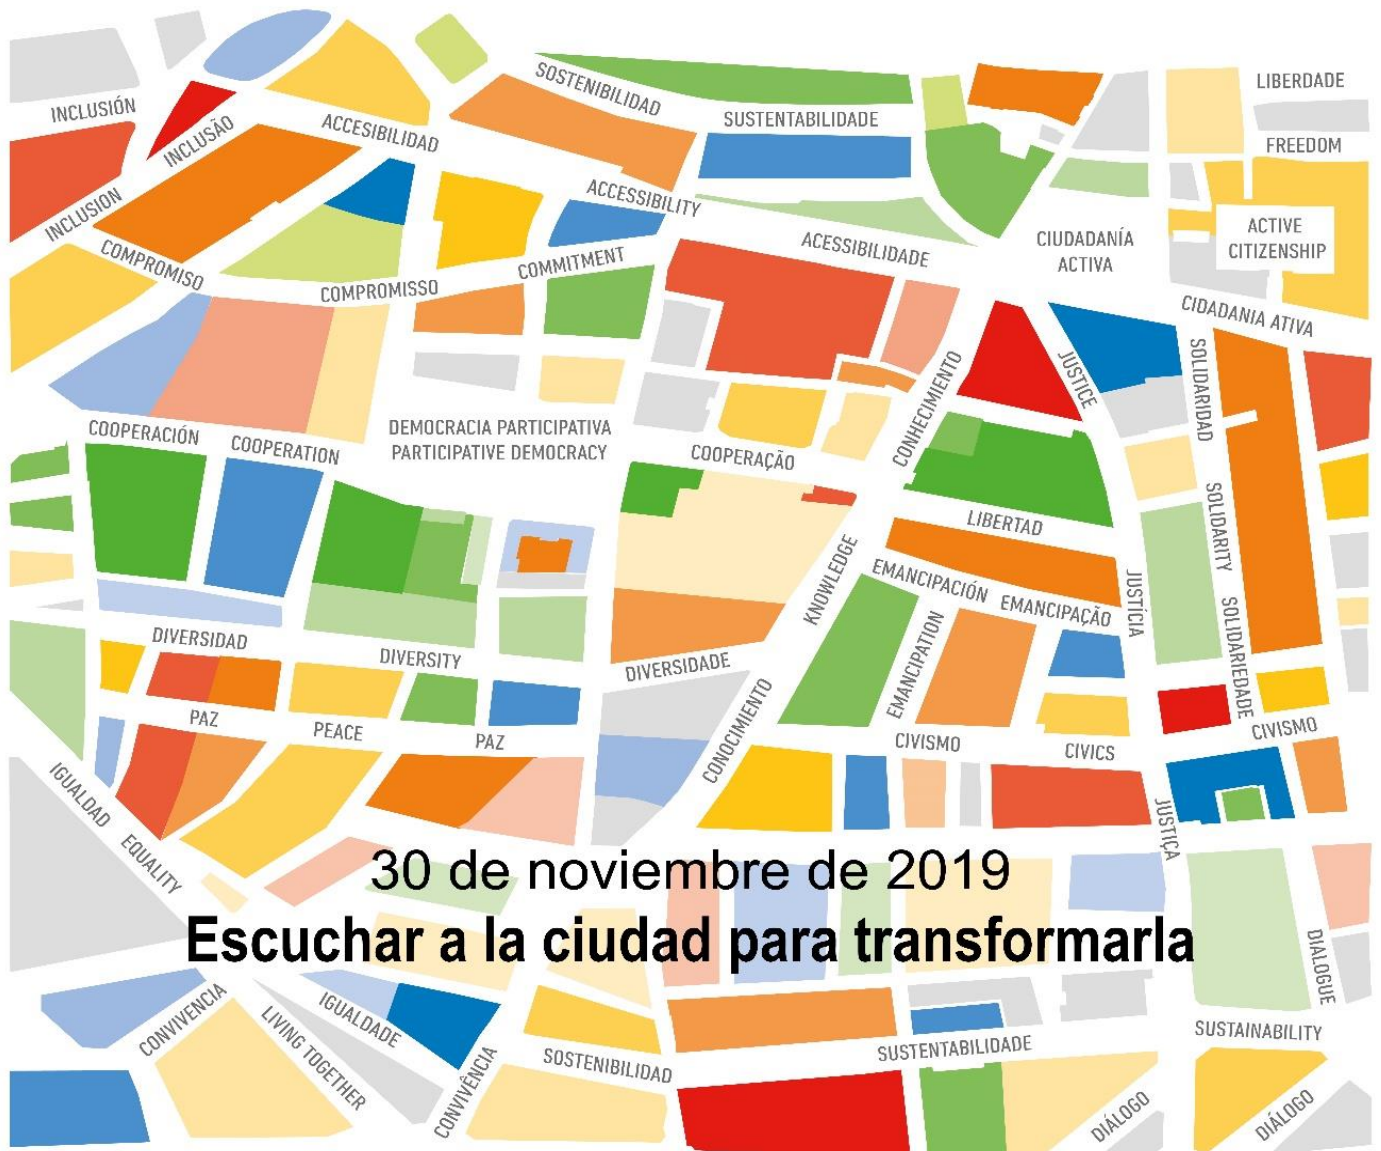 INCLUSIÓN
INCLUSÃO
INCLUSION
ACCESIBILIDAD
SOSTENIBILIDAD
SUSTENTABILIDADE
LIBERDADE
FREEDOM
ACCESSIBILITY
ACESSIBILIDADE
CIUDADANÍA
ACTIVA
ACTIVE
CITIZENSHIP
CIDADANIA ATIVA
COMPROMISO
COMPROMISSO
COMMITMENT
COOPERACIÓN
COOPERATION
DEMOCRACIA PARTICIPATIVA
PARTICIPATIVE DEMOCRACY
COOPERAÇÃO
CONHECIMIENTO
JUSTICE
SOLIDARIDAD
LIBERTAD
SOLIDARITY
KNOWLEDGE
EMANCIPACIÓN
EMANCIPAÇÃO
EMANCIPATION
JUSTÍCIA
SOLIDARIEDADE
DIVERSIDAD
DIVERSITY
DIVERSIDADE
PAZ
PEACE
PAZ
CONOCIMIENTO
CIVISMO
CIVICS
CIVISMO
IGUALDAD
EQUALITY
JUSTIÇA
30 de noviembre de 2019
Escuchar a la ciudad para transformarla
DIALOGUE
CONVIVENCIA
LIVING TOGETHER
IGUALDADE
CONVIVÊNCIA
SOSTENIBILIDAD
SUSTENTABILIDADE
SUSTAINABILITY
DIÁLOGO
DIÁLOGO